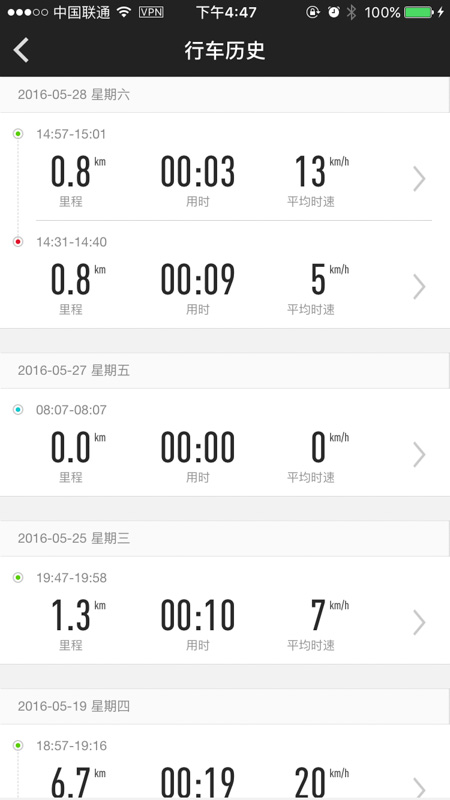 中国联通 VPN 下午4:47 100%
行车历史
2016-05-28 星期六
14:57-15:01
0.8 km 00:03 13 km/h
里程 用时 平均时速
14:31-14:40
0.8 km 00:09 5 km/h
里程 用时 平均时速
2016-05-27 星期五
08:07-08:07
0.0 km 00:00 0 km/h
里程 用时 平均时速
2016-05-25 星期三
19:47-19:58
1.3 km 00:10 7 km/h
里程 用时 平均时速
2016-05-19 星期四
18:57-19:16
6.7 km 00:19 20 km/h